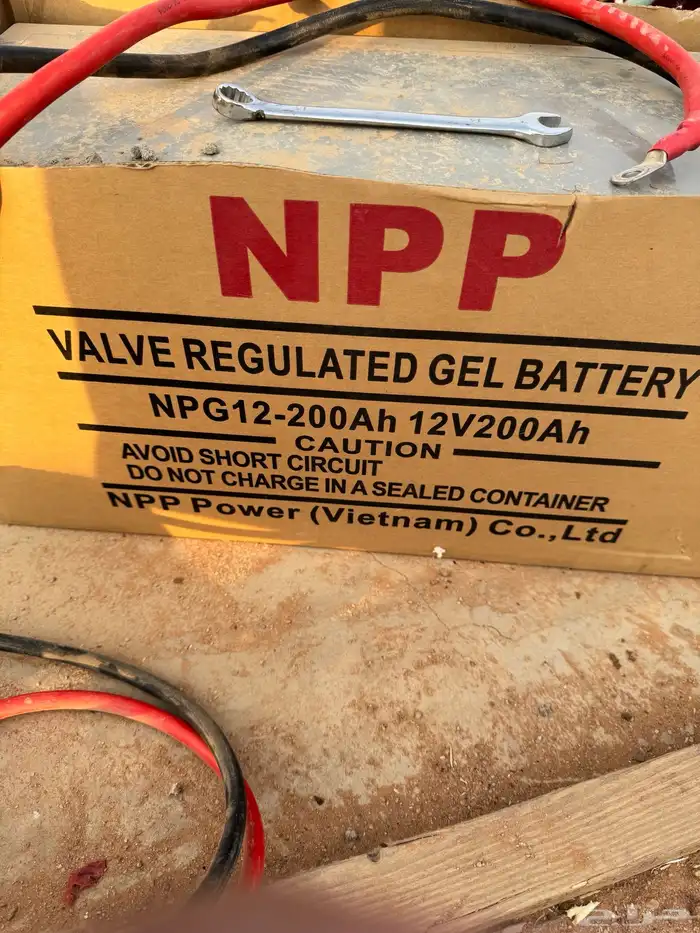 NPP
VALVE REGULATED GEL BATTERY
NPG12-200Ah 12V200Ah
CAUTION
AVOID SHORT CIRCUIT
DO NOT CHARGE IN A SEALED CONTAINER
NPP Power (Vietnam) Co.,Ltd
حراج